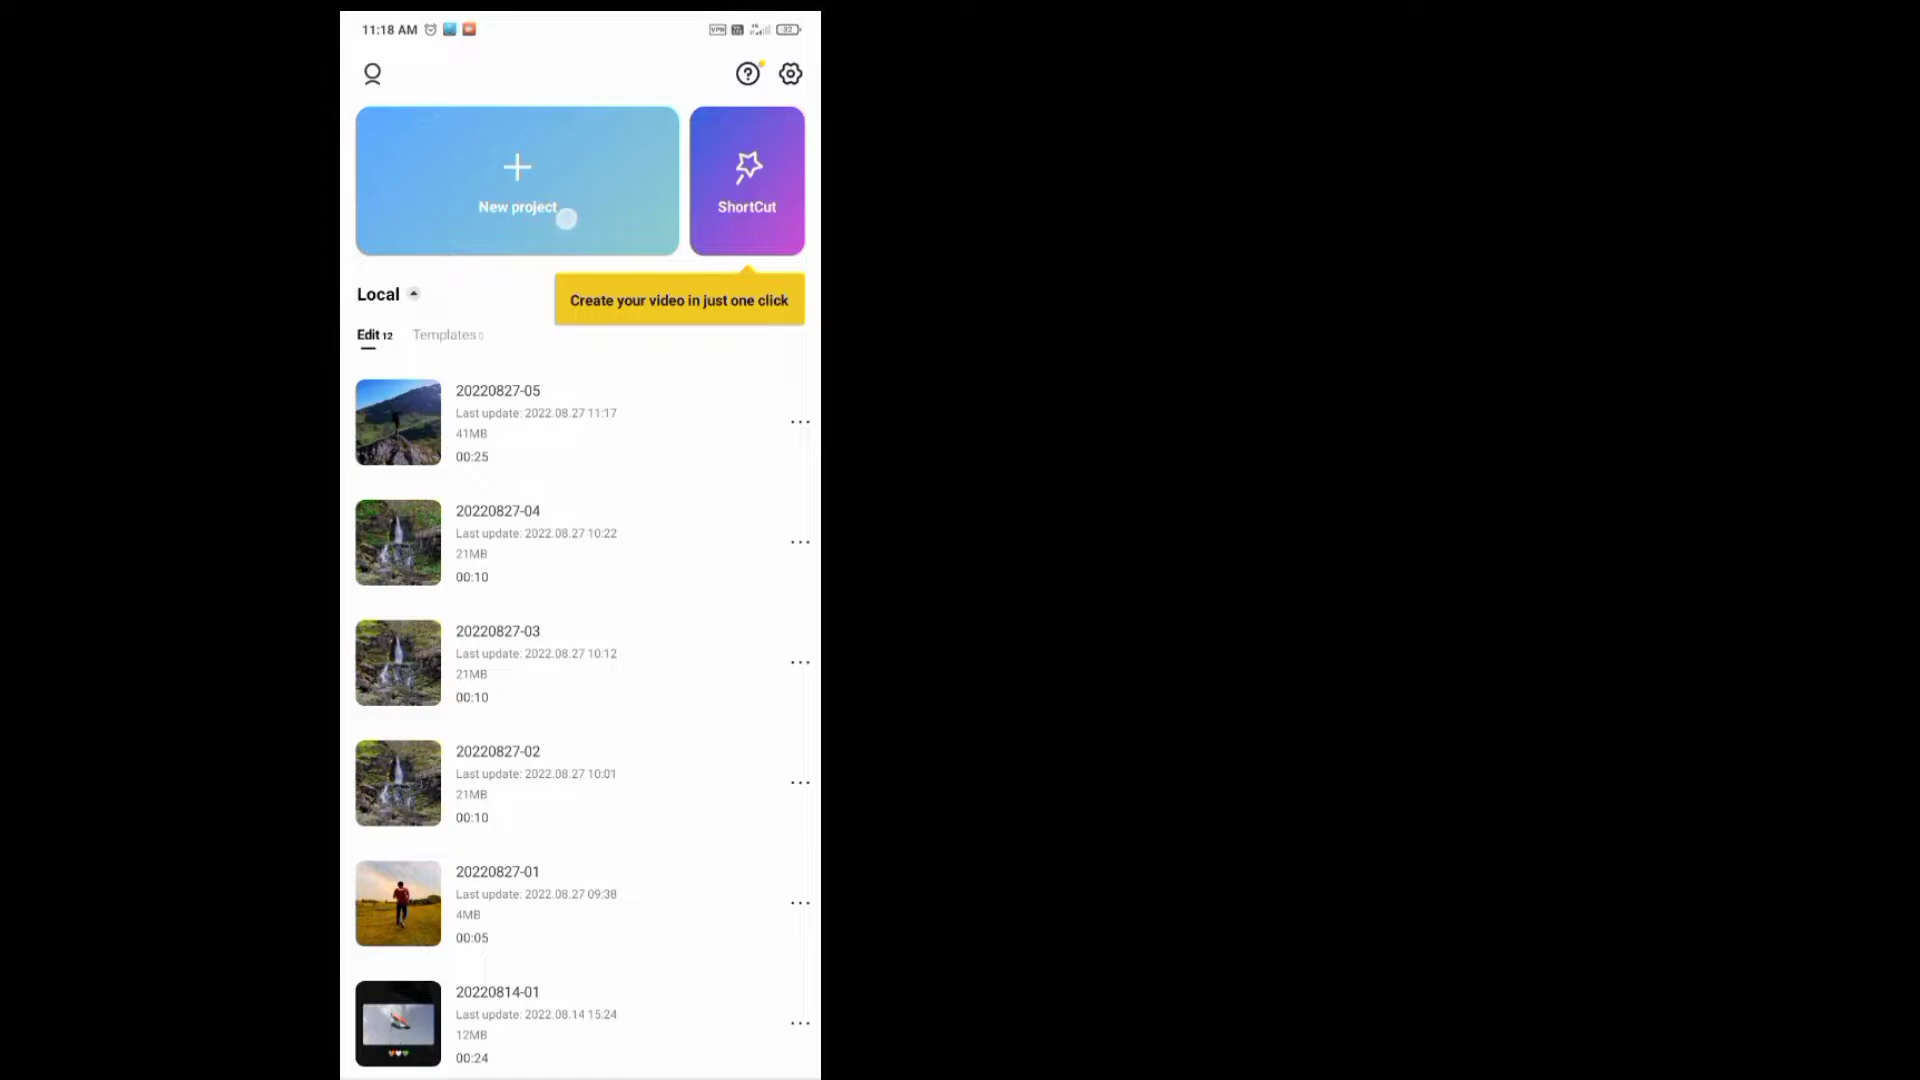 11:18 AM
VPN
32
New project
ShortCut
Local
Create your video in just one click
Edit 12
Templates 0
20220827-05
Last update: 2022.08.27 11:17
41MB
00:25
20220827-04
Last update: 2022.08.27 10:22
21MB
00:10
20220827-03
Last update: 2022.08.27 10:12
21MB
00:10
20220827-02
Last update: 2022.08.27 10:01
21MB
00:10
20220827-01
Last update: 2022.08.27 09:38
4MB
00:05
20220814-01
Last update: 2022.08.14 15:24
12MB
00:24